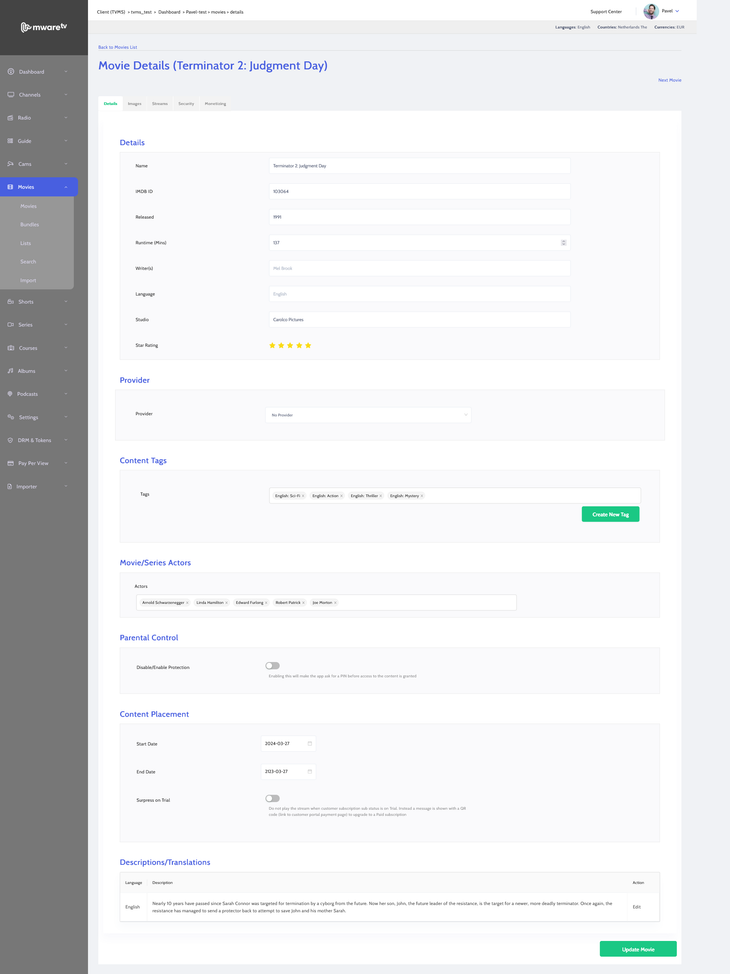 Client (TVMS) > tvms_test > Dashboard > Pavel-test • movies • details
Support Center
Pavel
mwaretv
Languages: English Countries: Netherlands The Currencies: EUR
Back to Movies List
Movie Details (Terminator 2: Judgment Day)
Next Movie
Dashboard
Channels
Radio
Guide
Cams
Movies
Movies
Bundles
Lists
Search
Import
Shorts
Series
Courses
Albums
Podcasts
Settings
DRM & Tokens
Pay Per View
Importer
Details
Images
Streams
Security
Monetizing
Details
Name
Terminator 2: Judgment Day
IMDB ID
103064
Released
1991
Runtime (Mins)
137
Writer(s)
Mel Brook
Language
English
Studio
Carolco Pictures
Star Rating
Provider
Provider
No Provider
Content Tags
Tags
English: Sci-Fi ×
English: Action ×
English: Thriller ×
English: Mystery ×
Create New Tag
Movie/Series Actors
Actors
Arnold Schwarzenegger ×
Linda Hamilton ×
Edward Furlong ×
Robert Patrick ×
Joe Morton ×
Parental Control
Disable/Enable Protection
Enabling this will make the app ask for a PIN before access to the content is granted
Content Placement
Start Date
2024-03-27
End Date
2123-03-27
Surpress on Trial
Do not play the stream when customer subscription sub status is on Trial. Instead a message is shown with a QR
code (link to customer portal payment page) to upgrade to a Paid subscription
Descriptions/Translations
Language
Description
Action
English
Nearly 10 years have passed since Sarah Connor was targeted for termination by a cyborg from the future. Now her son, John, the future leader of the resistance, is the target for a newer, more deadly terminator. Once again, the
resistance has managed to send a protector back to attempt to save John and his mother Sarah.
Edit
Update Movie